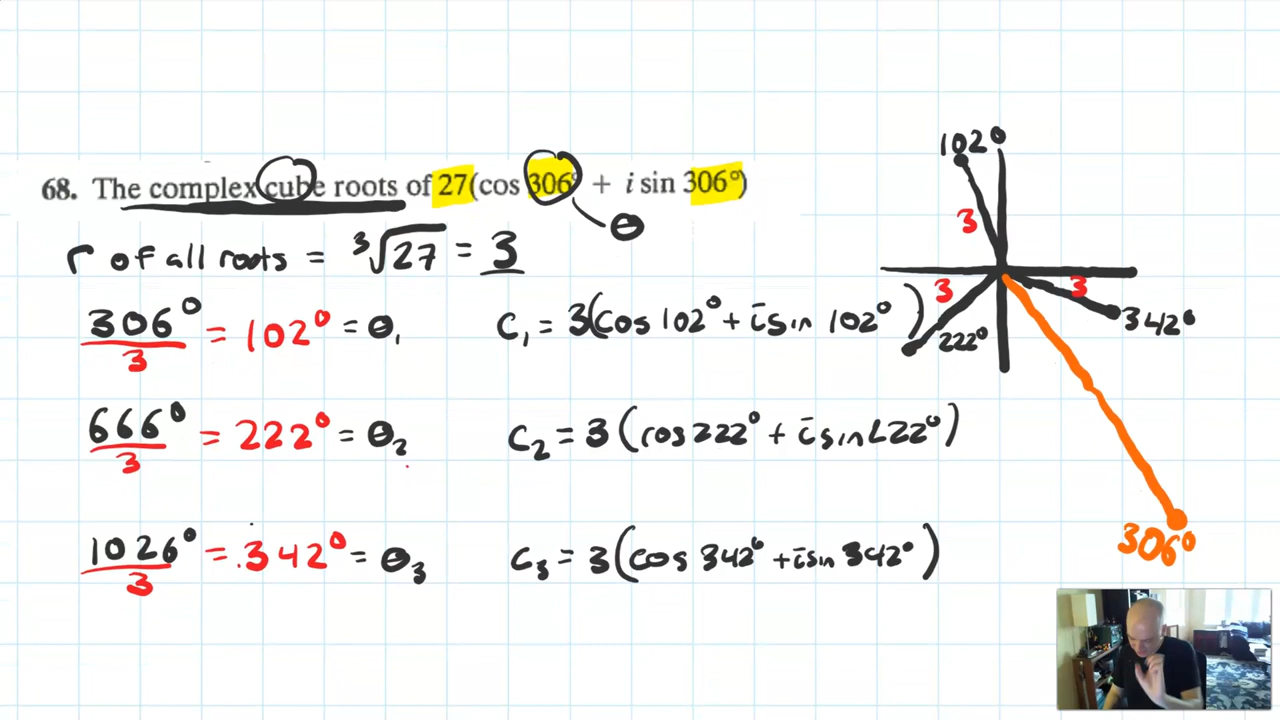 68. The complex cube roots of 27(cos 306° + i sin 306°)
θ
r of all roots = ∛27 = 3
306°/3 = 102° = θ₁
C₁ = 3(cos 102° + i sin 102°)
666°/3 = 222° = θ₂
C₂ = 3(cos 222° + i sin 222°)
1026°/3 = 342° = θ₃
C₃ = 3(cos 342° + i sin 342°)
102°
3
3
3
222°
342°
306°